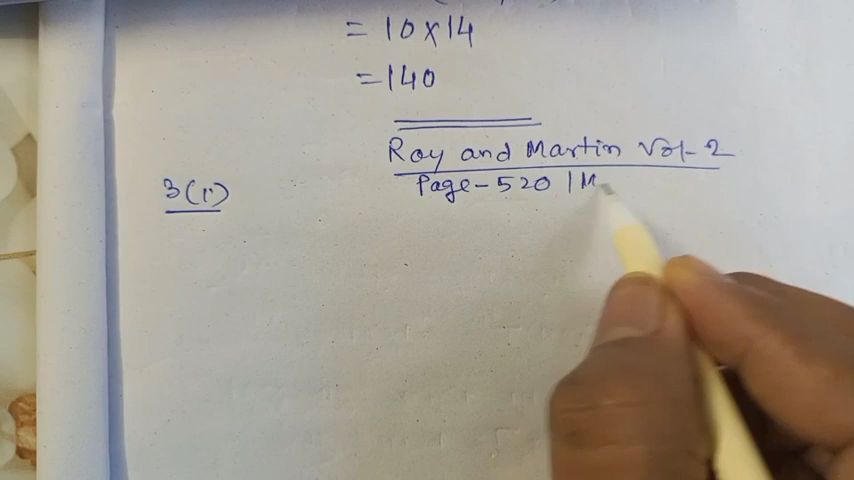 = 10 x 14
= 140
Roy and Martin Vol-2
Page-520 | M
3(i)